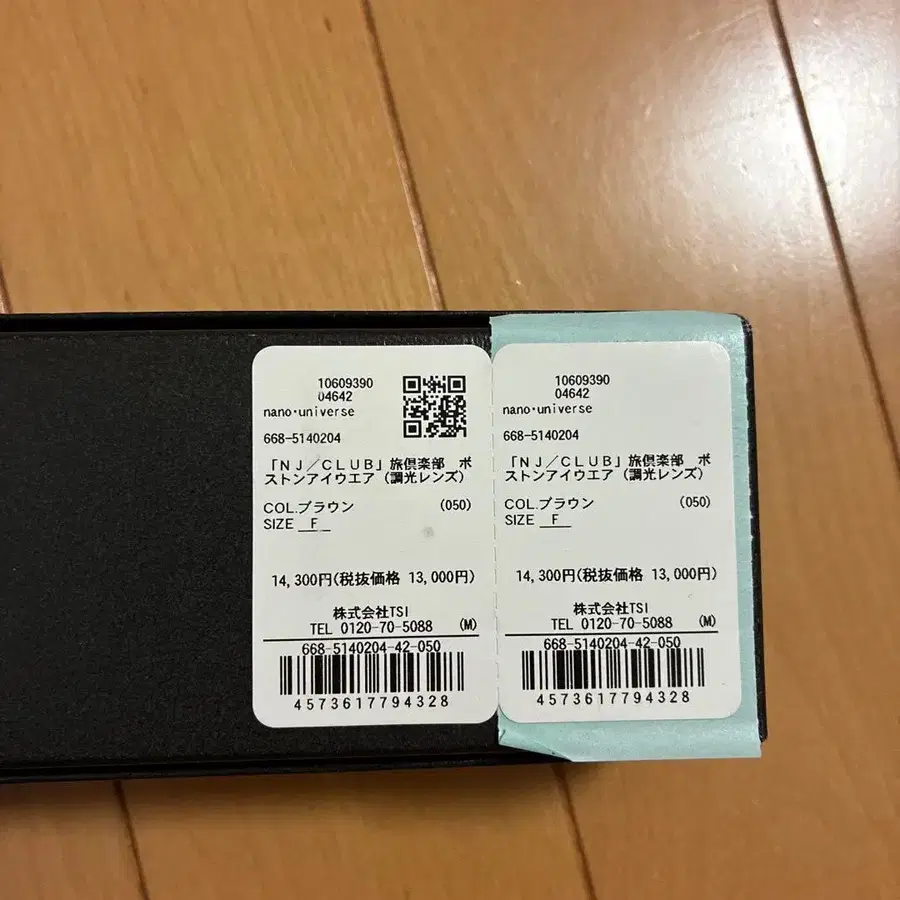 10609390
04642
nano・universe
668-5140204
「NJ／CLUB」旅倶楽部 ボ
ストンアイウエア（調光レンズ）
COL.ブラウン (050)
SIZE F
14,300円(税抜価格 13,000円)
株式会社TSI
TEL 0120-70-5088 (M)
668-5140204-42-050
4573617794328
10609390
04642
nano・universe
668-5140204
「NJ／CLUB」旅倶楽部 ボ
ストンアイウエア（調光レンズ）
COL.ブラウン (050)
SIZE F
14,300円(税抜価格 13,000円)
株式会社TSI
TEL 0120-70-5088 (M)
668-5140204-42-050
4573617794328